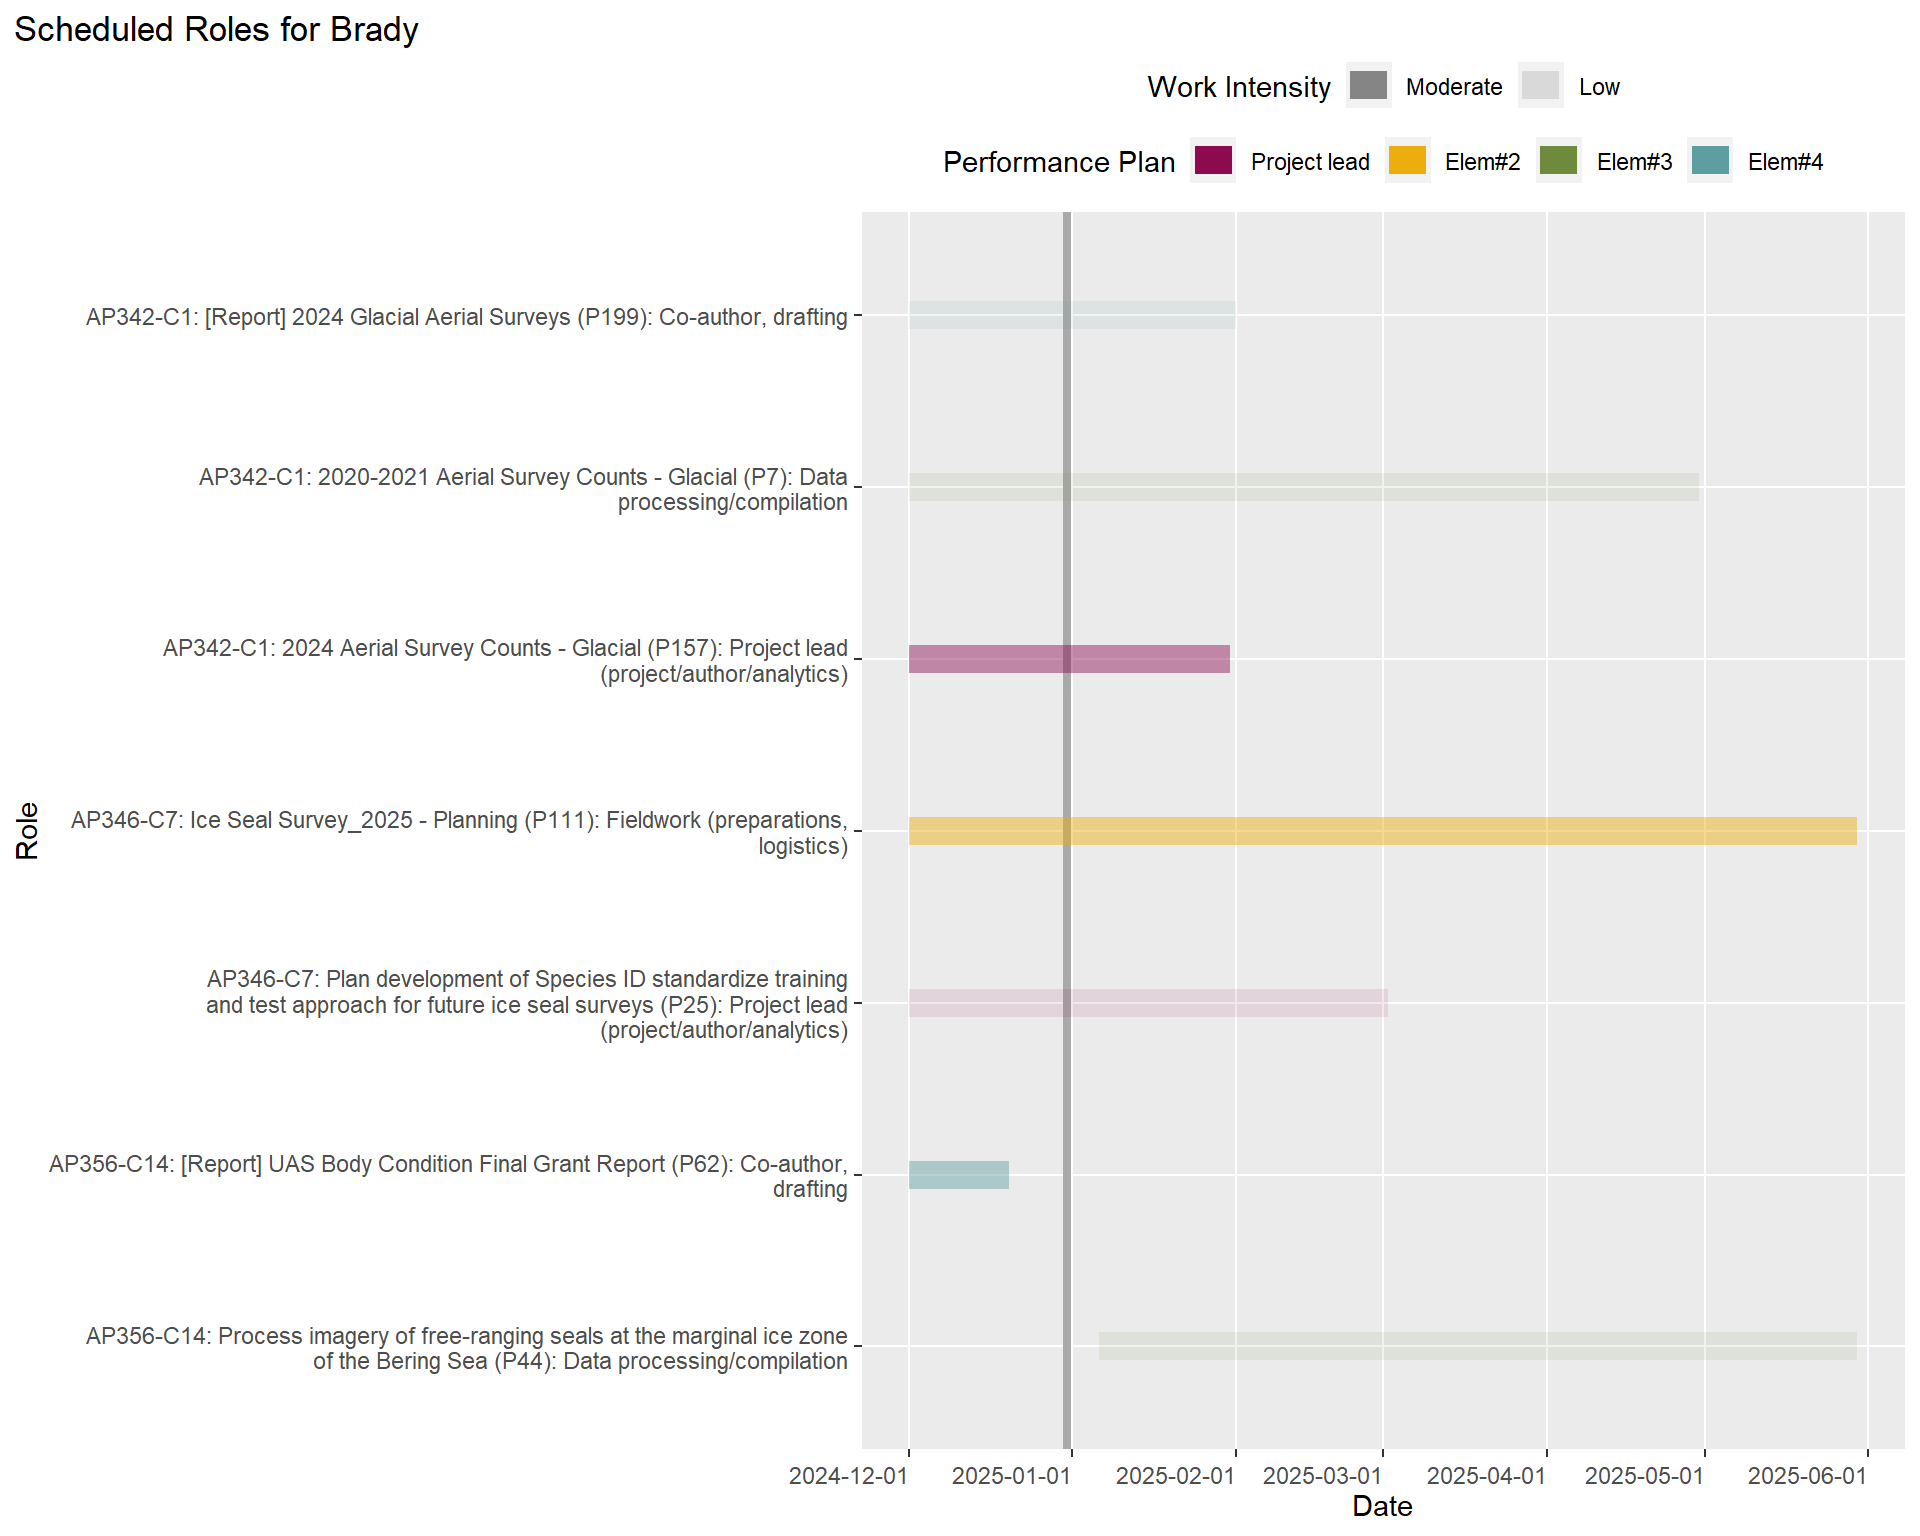 Scheduled Roles for Brady
Work Intensity Moderate Low
Performance Plan Project lead Elem#2 Elem#3 Elem#4
Role
AP342-C1: [Report] 2024 Glacial Aerial Surveys (P199): Co-author, drafting
AP342-C1: 2020-2021 Aerial Survey Counts - Glacial (P7): Data
processing/compilation
AP342-C1: 2024 Aerial Survey Counts - Glacial (P157): Project lead
(project/author/analytics)
AP346-C7: Ice Seal Survey_2025 - Planning (P111): Fieldwork (preparations,
logistics)
AP346-C7: Plan development of Species ID standardize training
and test approach for future ice seal surveys (P25): Project lead
(project/author/analytics)
AP356-C14: [Report] UAS Body Condition Final Grant Report (P62): Co-author,
drafting
AP356-C14: Process imagery of free-ranging seals at the marginal ice zone
of the Bering Sea (P44): Data processing/compilation
2024-12-01 2025-01-01 2025-02-01 2025-03-01 2025-04-01 2025-05-01 2025-06-01
Date